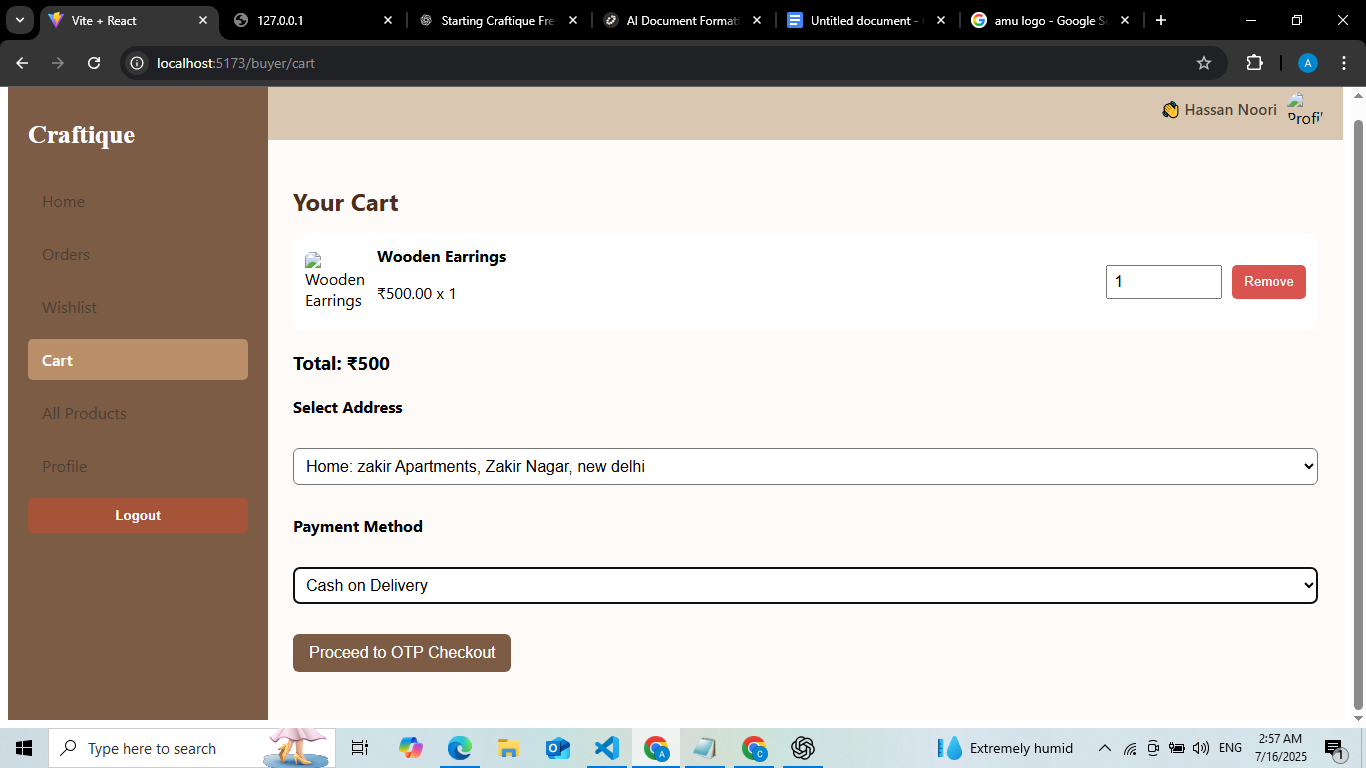 Vite + React
127.0.0.1
Starting Craftique Fre
AI Document Formatt
Untitled document -
amu logo - Google Se
localhost:5173/buyer/cart
A
Craftique
Home
Orders
Wishlist
Cart
All Products
Profile
Logout
👏 Hassan Noori
Profil
Your Cart
Wooden Earrings
Wooden
Earrings
₹500.00 x 1
1
Remove
Total: ₹500
Select Address
Home: zakir Apartments, Zakir Nagar, new delhi
Payment Method
Cash on Delivery
Proceed to OTP Checkout
Type here to search
A
C
Extremely humid
ENG
2:57 AM
7/16/2025
1